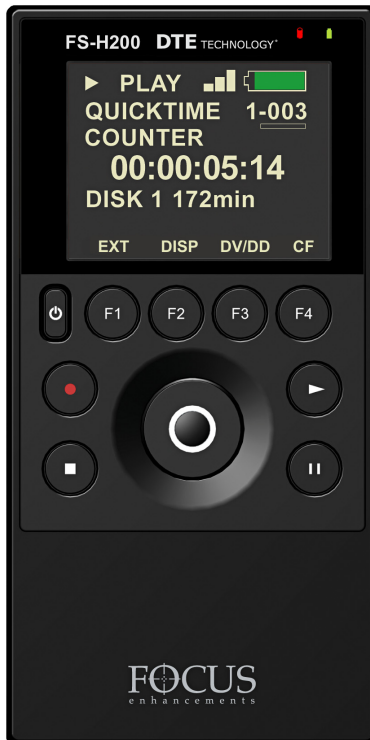 FS-H200 DTE TECHNOLOGY
PLAY
QUICKTIME 1-003
COUNTER
00:00:05:14
DISK 1 172min
EXT DISP DV/DD CF
F1 F2 F3 F4
FOCUS
enhancements